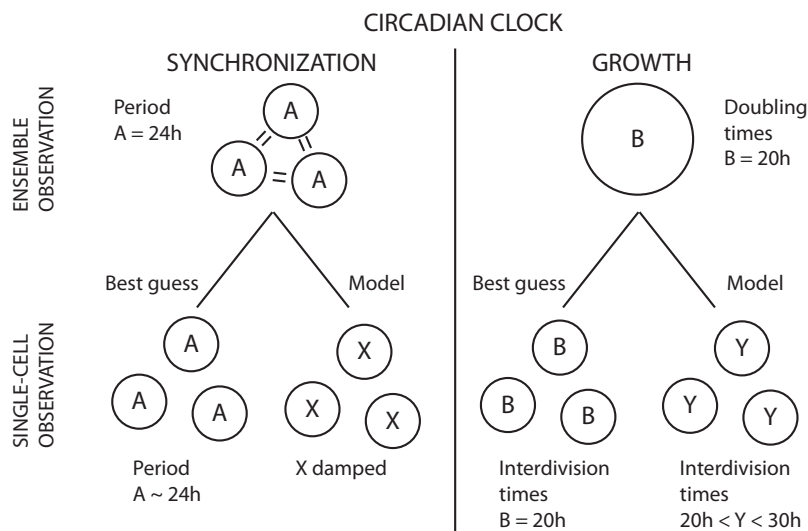 CIRCADIAN CLOCK
SYNCHRONIZATION
GROWTH
ENSEMBLE
OBSERVATION
Period
A = 24h
A
A
A
=
=
=
B
Doubling
times
B = 20h
Best guess
Model
Best guess
Model
SINGLE-CELL
OBSERVATION
A
A
A
X
X
X
B
B
B
Y
Y
Y
Period
A ~ 24h
X damped
Interdivision
times
B = 20h
Interdivision
times
20h < Y < 30h